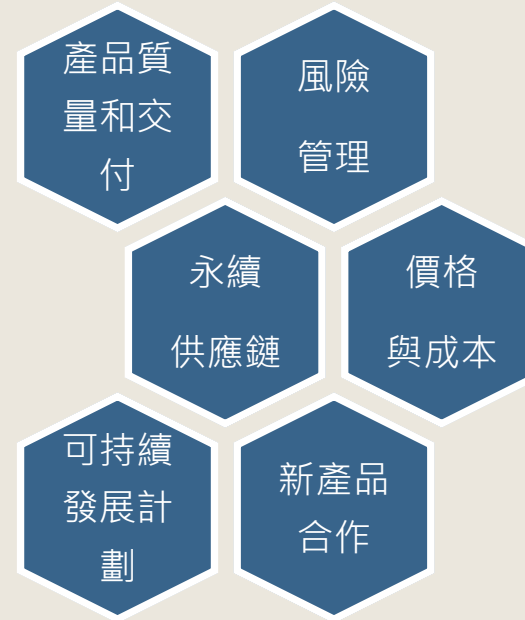 產品質
量和交
付
風險
管理
永續
供應鏈
價格
與成本
可持續
發展計
劃
新產品
合作